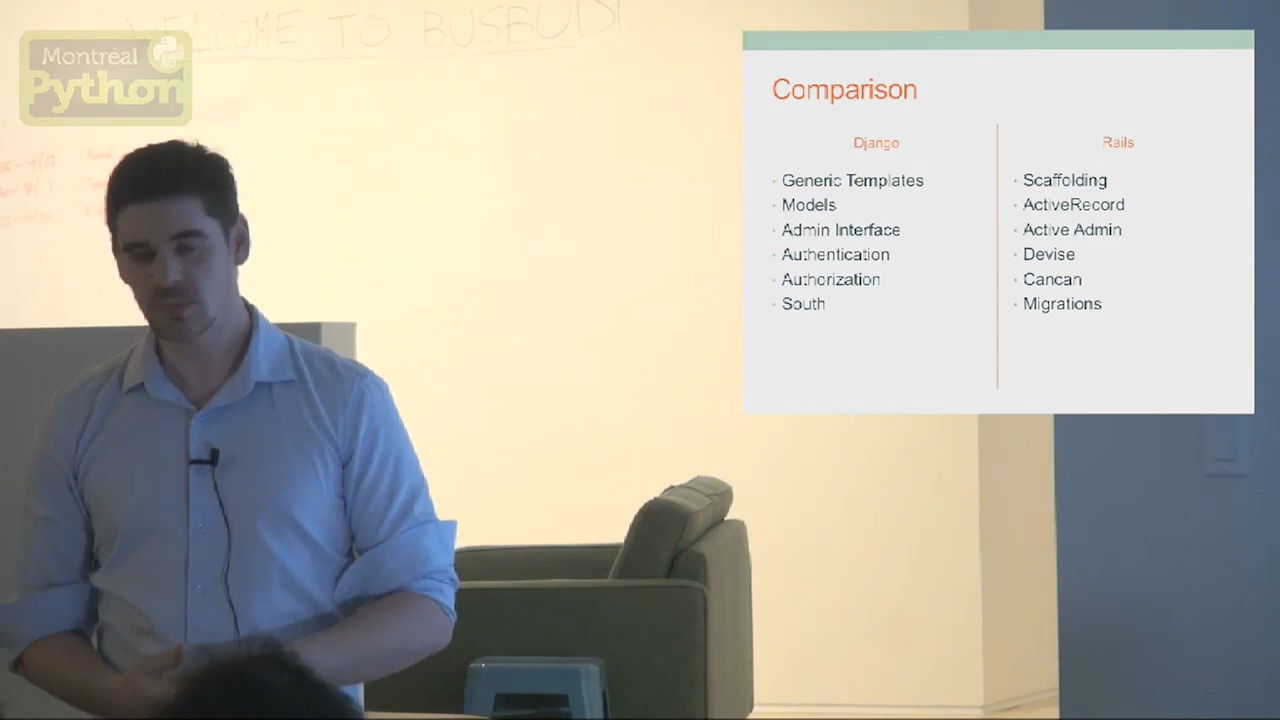 WELCOME TO BUSBUD!
Montréal
Python
Comparison
Django
Generic Templates
Models
Admin Interface
Authentication
Authorization
South
Rails
Scaffolding
ActiveRecord
Active Admin
Devise
Cancan
Migrations